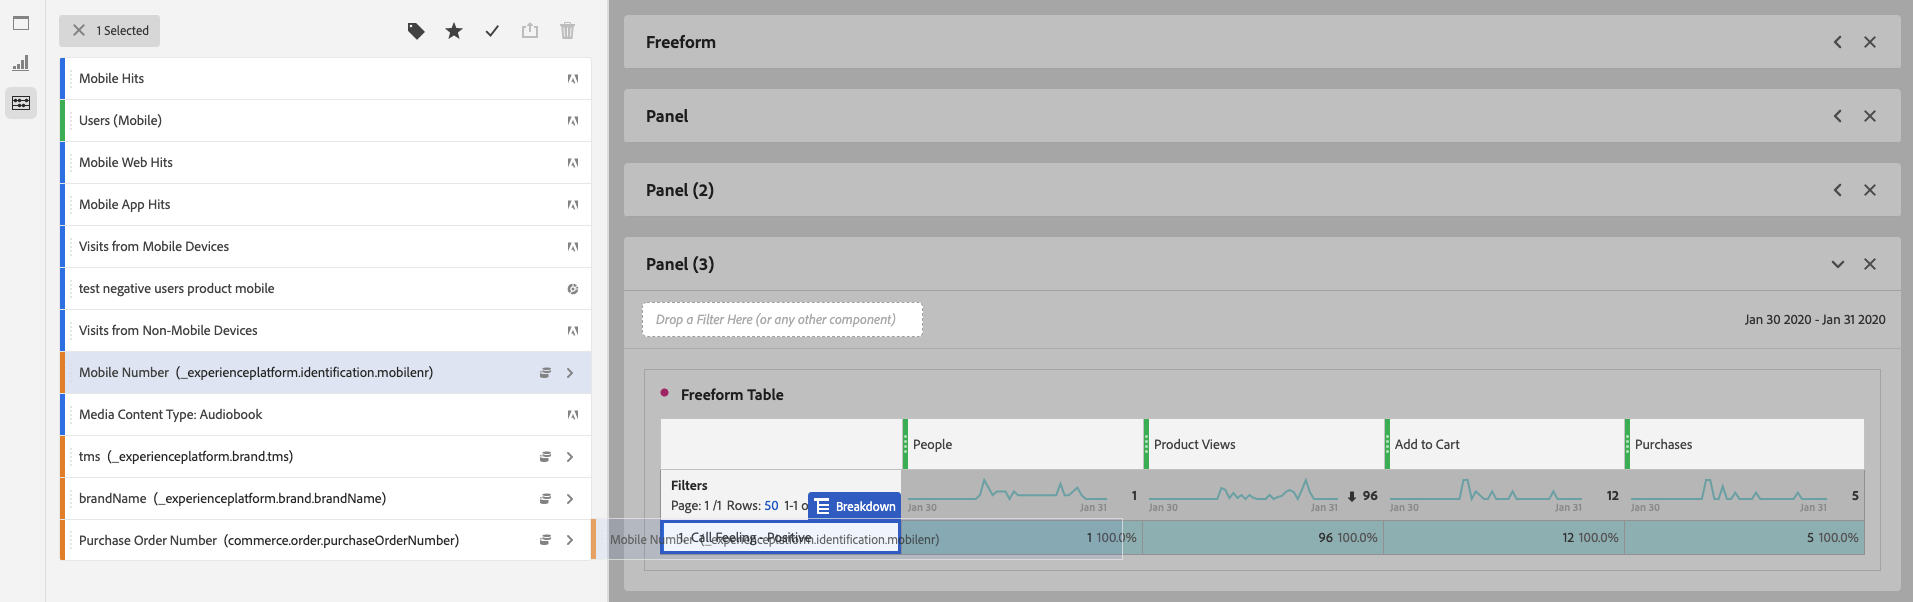 1 Selected
Mobile Hits
Users (Mobile)
Mobile Web Hits
Mobile App Hits
Visits from Mobile Devices
test negative users product mobile
Visits from Non-Mobile Devices
Mobile Number (_experienceplatform.identification.mobilenr)
Media Content Type: Audiobook
tms (_experienceplatform.brand.tms)
brandName (_experienceplatform.brand.brandName)
Purchase Order Number (commerce.order.purchaseOrderNumber)
Freeform
Panel
Panel (2)
Panel (3)
Drop a Filter Here (or any other component)
Jan 30 2020 - Jan 31 2020
Freeform Table
People Product Views Add to Cart Purchases
Filters
Page: 1 /1 Rows: 50 1-1 o
Breakdown
1 96 12 5
Jan 30 Jan 31 Jan 30 Jan 31 Jan 30 Jan 31 Jan 30 Jan 31
1. Call Feeling - Positive 1 100.0% 96 100.0% 12 100.0% 5 100.0%
Mobile Number (_experienceplatform.identification.mobilenr)